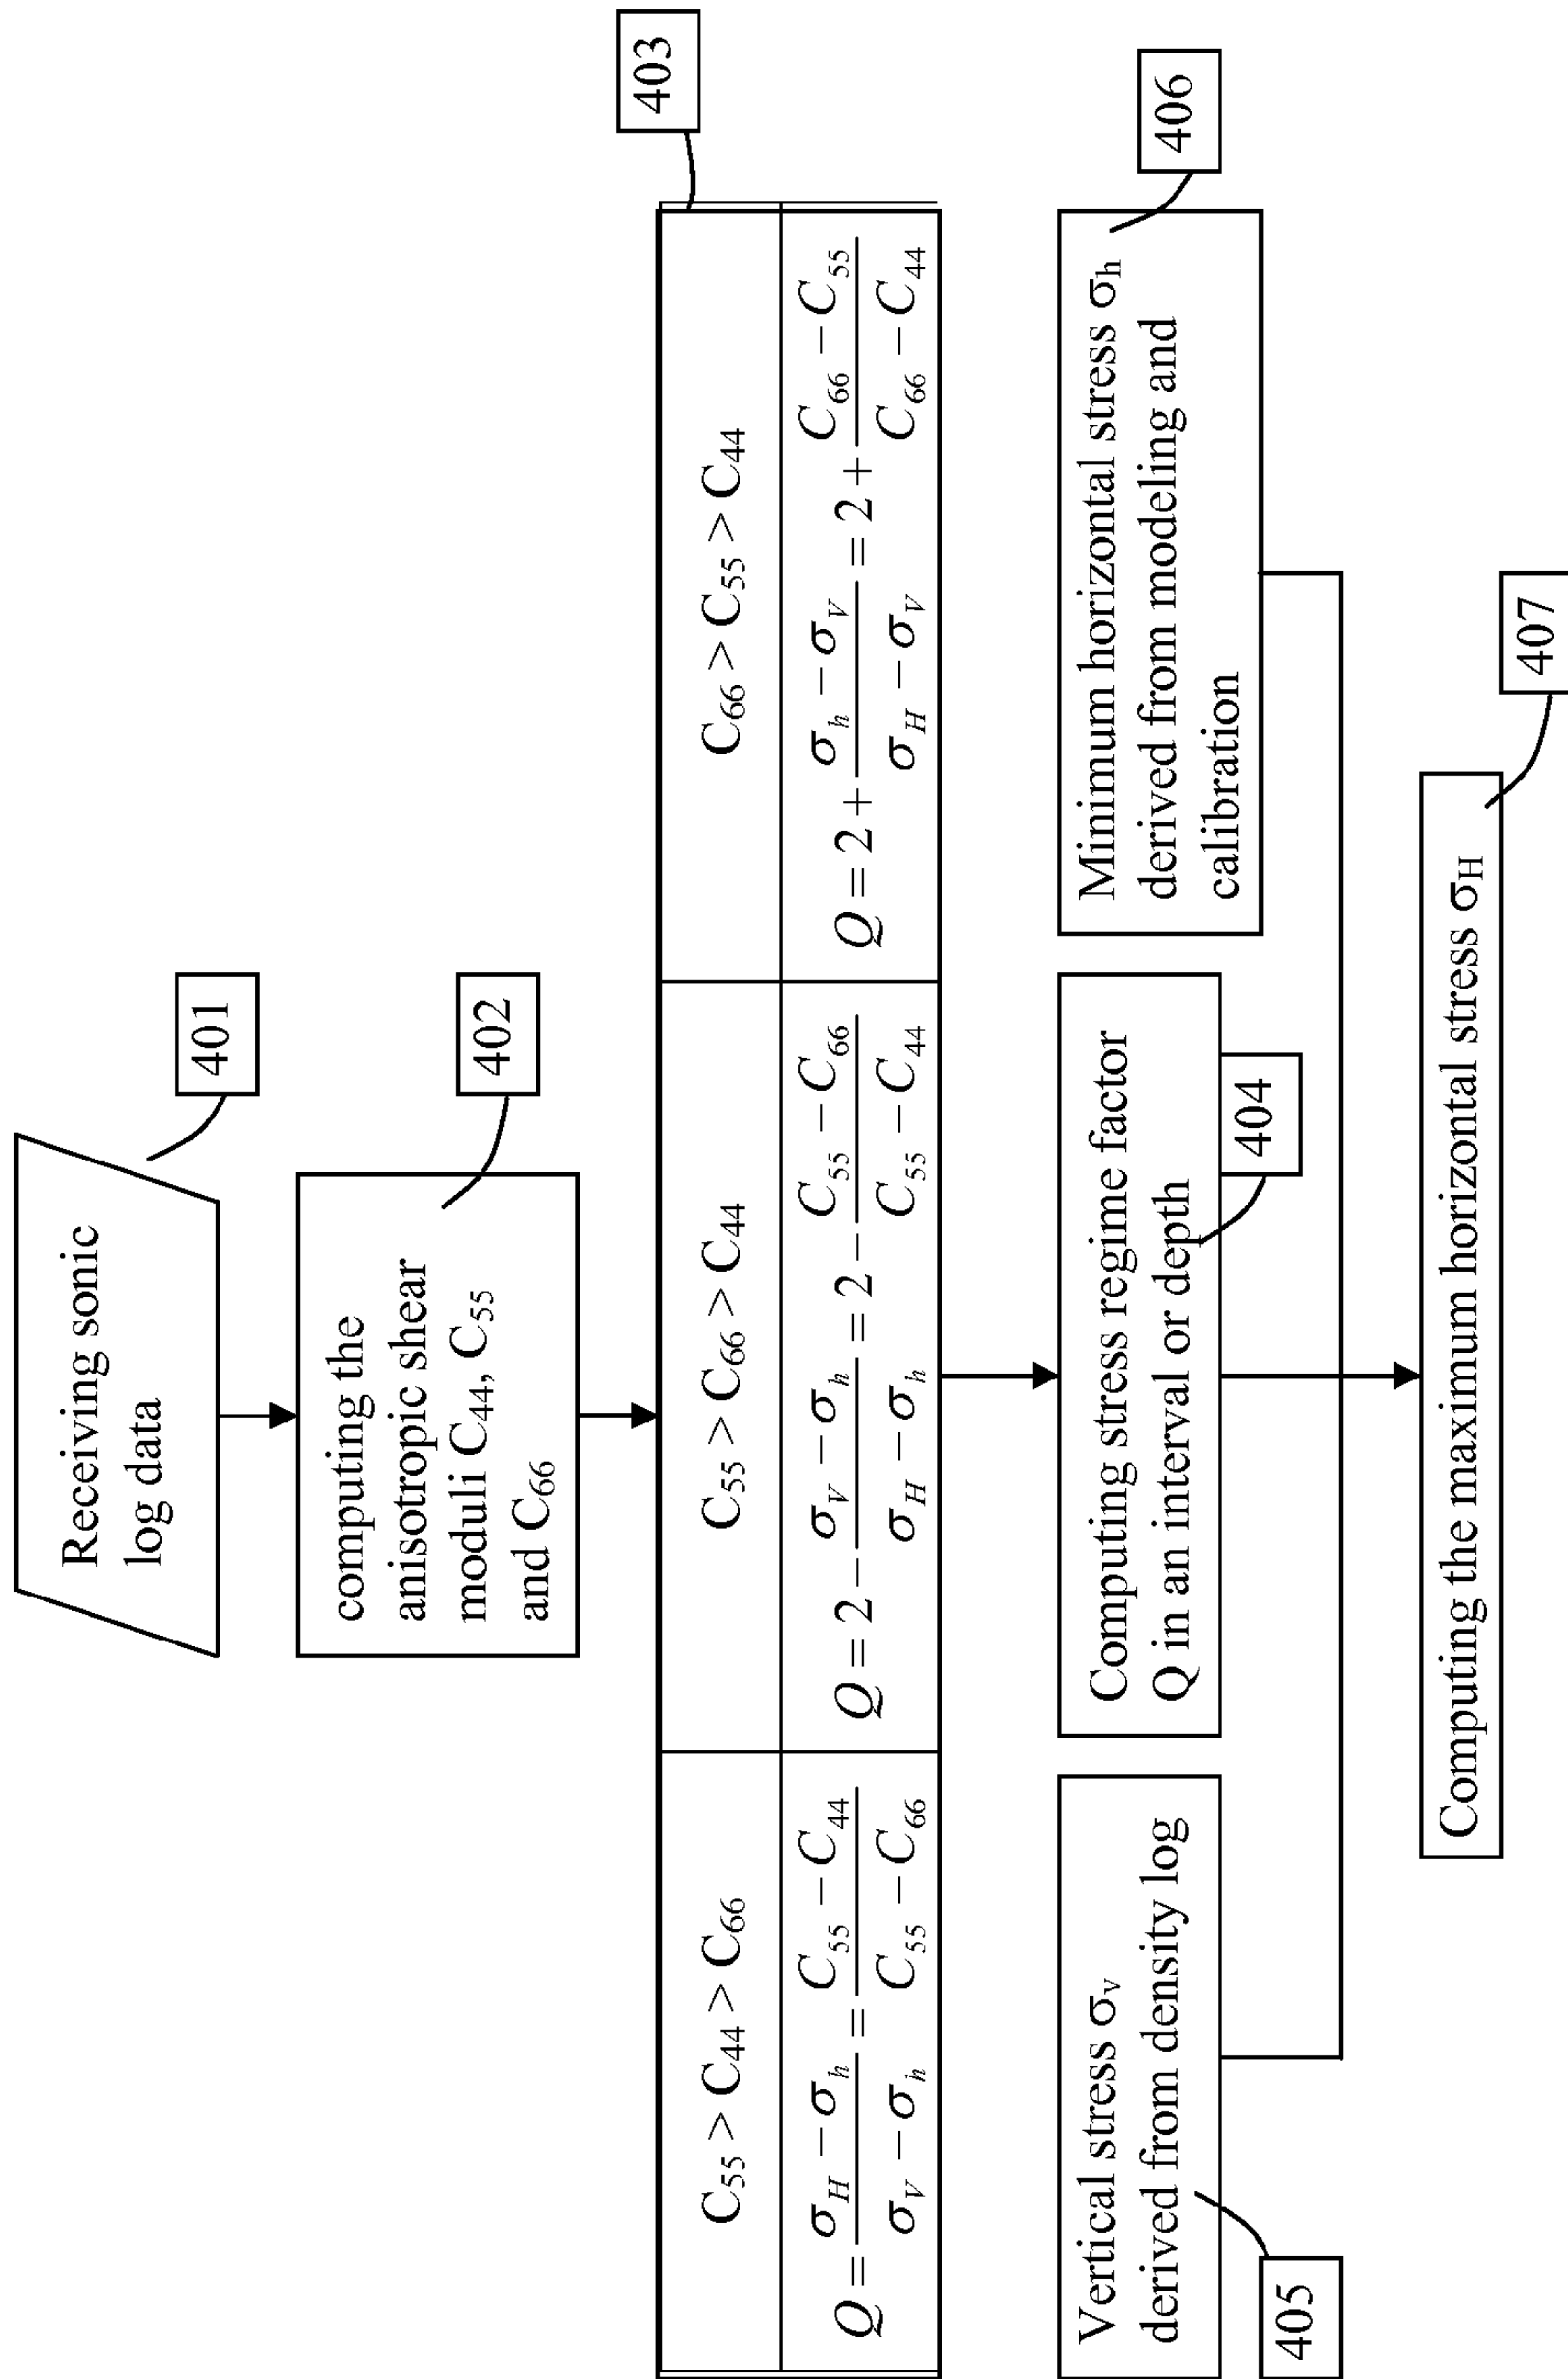 Receiving sonic
log data
401
computing the
anisotropic shear
moduli C44, C55
and C66
402
403
C55 > C44 > C66
C55 > C66 > C44
C66 > C55 > C44
Q = (σH − σh)/(σV − σh) = (C55 − C44)/(C55 − C66)
Q = 2 − (σV − σh)/(σH − σh) = 2 − (C55 − C66)/(C55 − C44)
Q = 2 + (σh − σV)/(σH − σV) = 2 + (C66 − C55)/(C66 − C44)
Vertical stress σv
derived from density log
405
Computing stress regime factor
Q in an interval or depth
404
Minimum horizontal stress σh
derived from modeling and
calibration
406
Computing the maximum horizontal stress σH
407